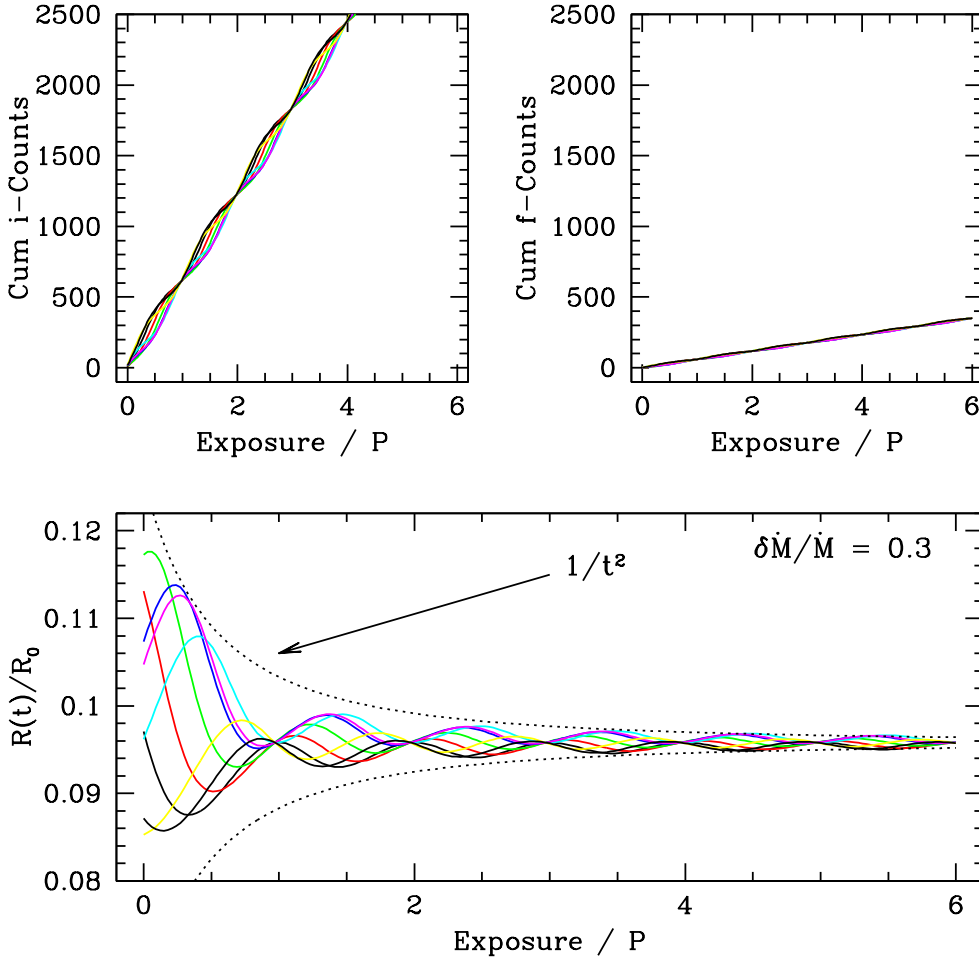 2500
2000
1500
1000
500
0
Cum i-Counts
0 2 4 6
Exposure / P
2500
2000
1500
1000
500
0
Cum f-Counts
0 2 4 6
Exposure / P
0.12
0.11
0.1
0.09
0.08
R(t)/R₀
1/t²
δṀ/Ṁ = 0.3
0 2 4 6
Exposure / P